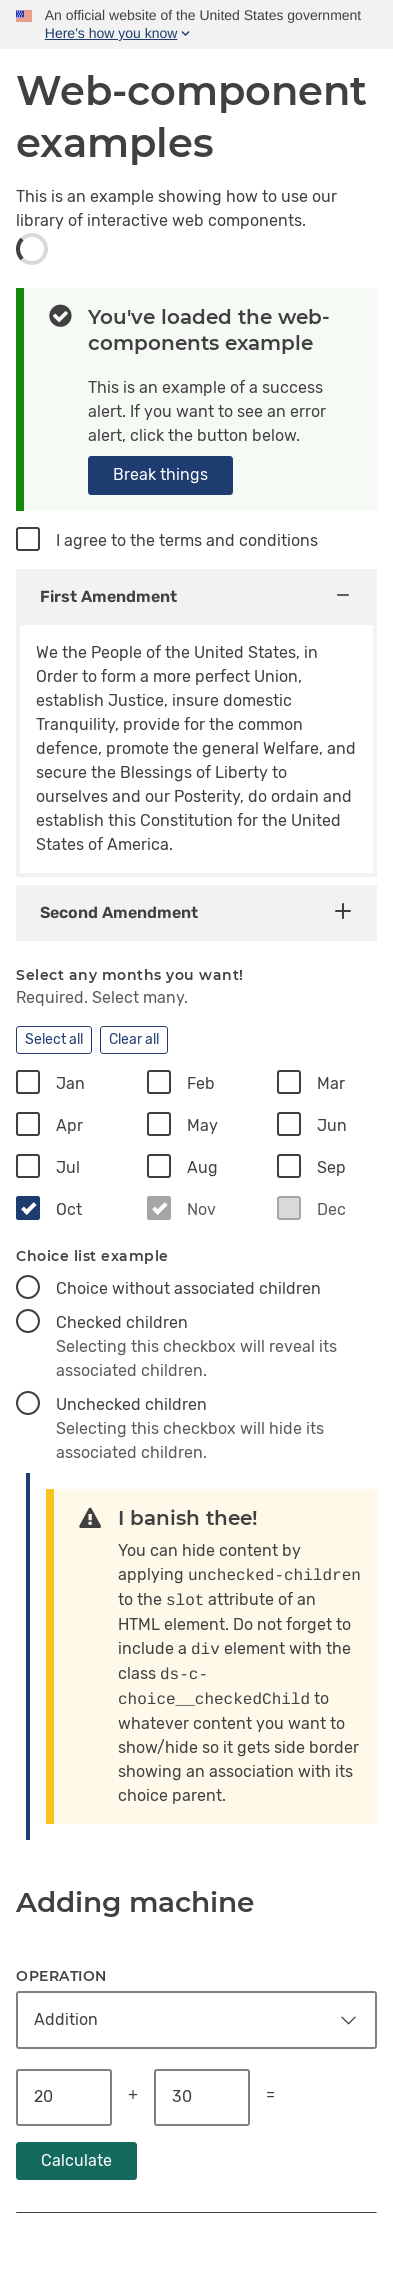 An official website of the United States government
Here's how you know
Web-component
examples
This is an example showing how to use our
library of interactive web components.
You've loaded the web-
components example
This is an example of a success
alert. If you want to see an error
alert, click the button below.
Break things
I agree to the terms and conditions
First Amendment
We the People of the United States, in
Order to form a more perfect Union,
establish Justice, insure domestic
Tranquility, provide for the common
defence, promote the general Welfare, and
secure the Blessings of Liberty to
ourselves and our Posterity, do ordain and
establish this Constitution for the United
States of America.
Second Amendment
Select any months you want!
Required. Select many.
Select all Clear all
Jan Feb Mar
Apr May Jun
Jul Aug Sep
Oct Nov Dec
Choice list example
Choice without associated children
Checked children
Selecting this checkbox will reveal its
associated children.
Unchecked children
Selecting this checkbox will hide its
associated children.
I banish thee!
You can hide content by
applying unchecked-children
to the slot attribute of an
HTML element. Do not forget to
include a div element with the
class ds-c-
choice__checkedChild to
whatever content you want to
show/hide so it gets side border
showing an association with its
choice parent.
Adding machine
OPERATION
Addition
20 + 30 =
Calculate